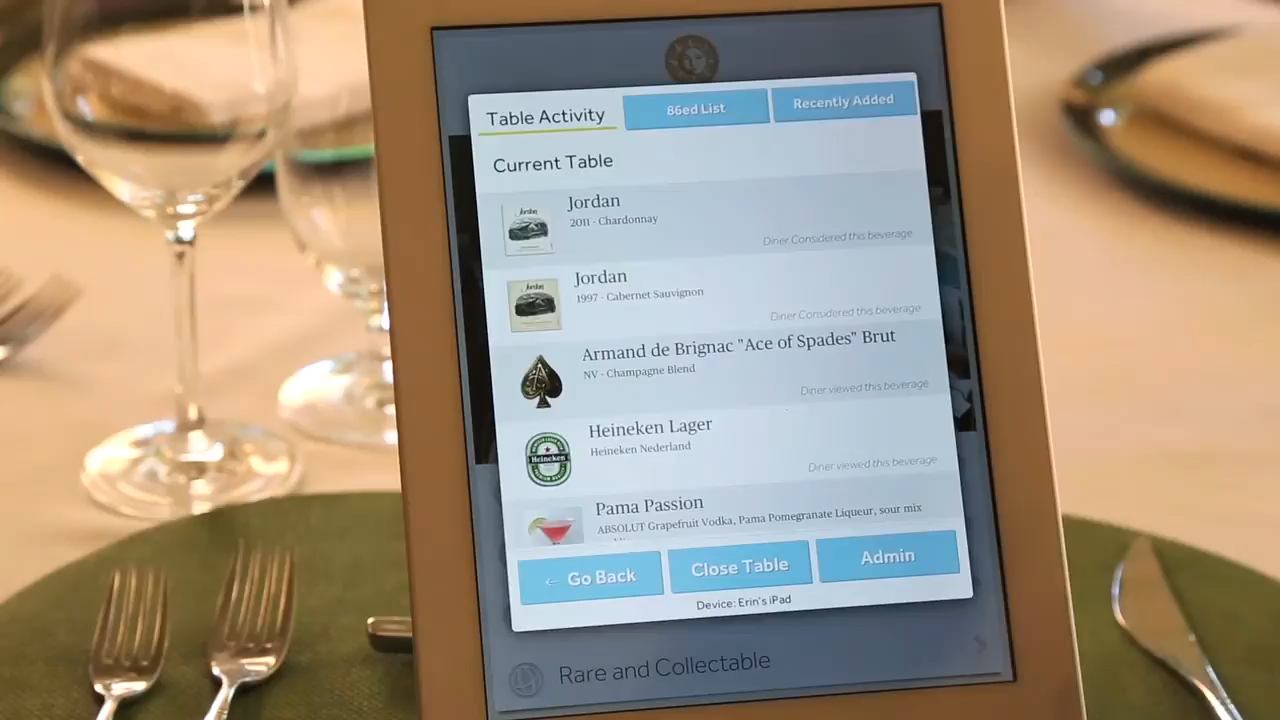 Table Activity
86ed List
Recently Added
Current Table
Jordan
Jordan
2011 - Chardonnay
Diner Considered this beverage
Jordan
Jordan
1997 - Cabernet Sauvignon
Diner Considered this beverage
Armand de Brignac "Ace of Spades" Brut
NV - Champagne Blend
Diner viewed this beverage
Heineken Lager
Heineken
Heineken Nederland
Diner viewed this beverage
Pama Passion
ABSOLUT Grapefruit Vodka, Pama Pomegranate Liqueur, sour mix
← Go Back
Close Table
Admin
Device: Erin's iPad
Rare and Collectable